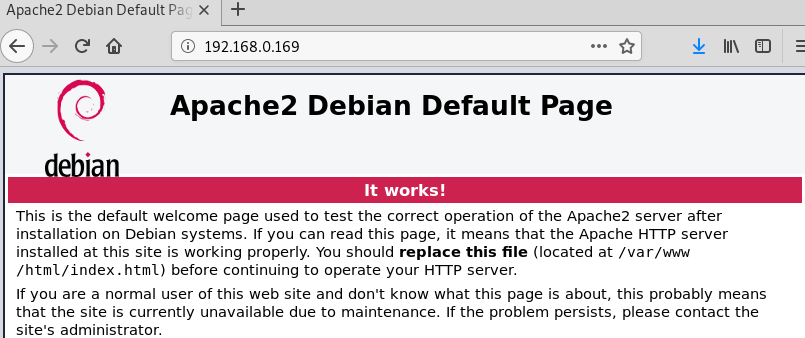 Apache2 Debian Default Pag
192.168.0.169
debian
Apache2 Debian Default Page
It works!
This is the default welcome page used to test the correct operation of the Apache2 server after
installation on Debian systems. If you can read this page, it means that the Apache HTTP server
installed at this site is working properly. You should replace this file (located at /var/www
/html/index.html) before continuing to operate your HTTP server.
If you are a normal user of this web site and don't know what this page is about, this probably means
that the site is currently unavailable due to maintenance. If the problem persists, please contact the
site's administrator.